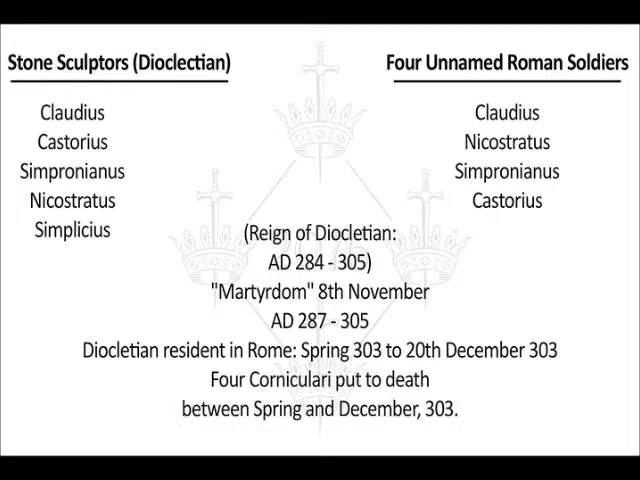 Stone Sculptors (Dioclectian)
Claudius
Castorius
Simpronianus
Nicostratus
Simplicius
Four Unnamed Roman Soldiers
Claudius
Nicostratus
Simpronianus
Castorius
(Reign of Diocletian:
AD 284 - 305)
"Martyrdom" 8th November
AD 287 - 305
Diocletian resident in Rome: Spring 303 to 20th December 303
Four Corniculari put to death
between Spring and December, 303.